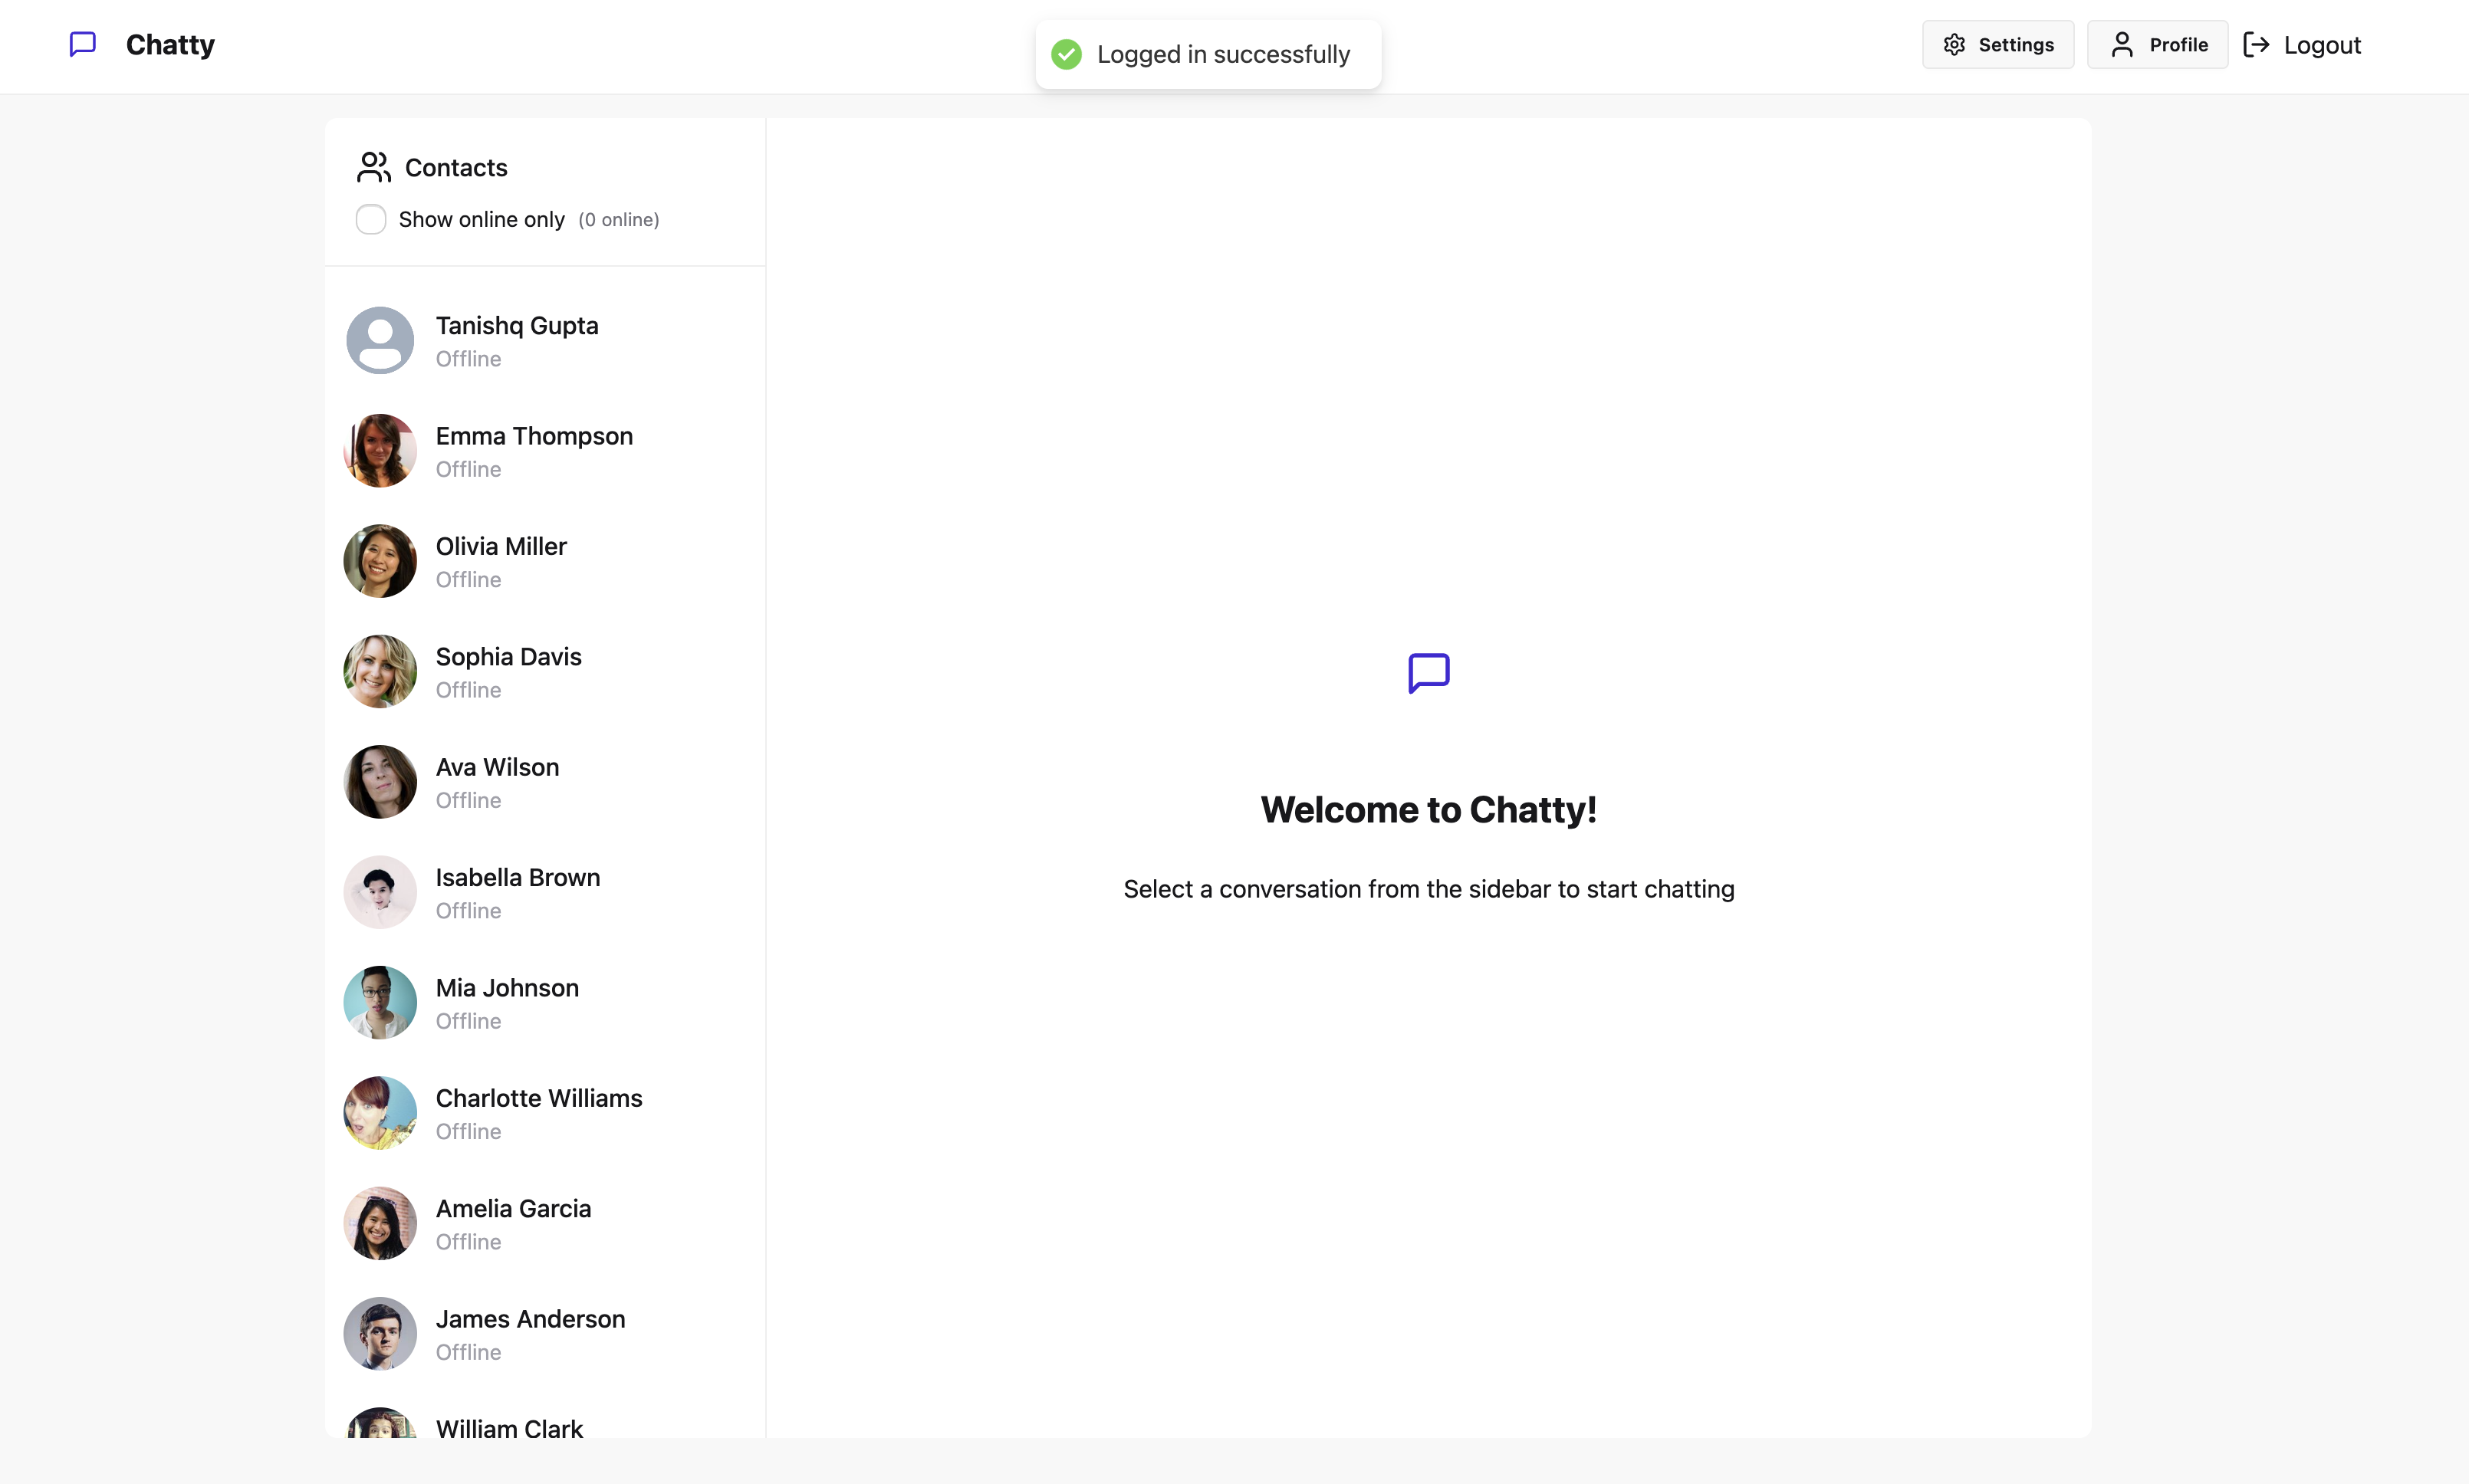 Chatty
Logged in successfully
Settings
Profile
Logout
Contacts
Show online only (0 online)
Tanishq Gupta
Offline
Emma Thompson
Offline
Olivia Miller
Offline
Sophia Davis
Offline
Ava Wilson
Offline
Isabella Brown
Offline
Mia Johnson
Offline
Charlotte Williams
Offline
Amelia Garcia
Offline
James Anderson
Offline
William Clark
Welcome to Chatty!
Select a conversation from the sidebar to start chatting